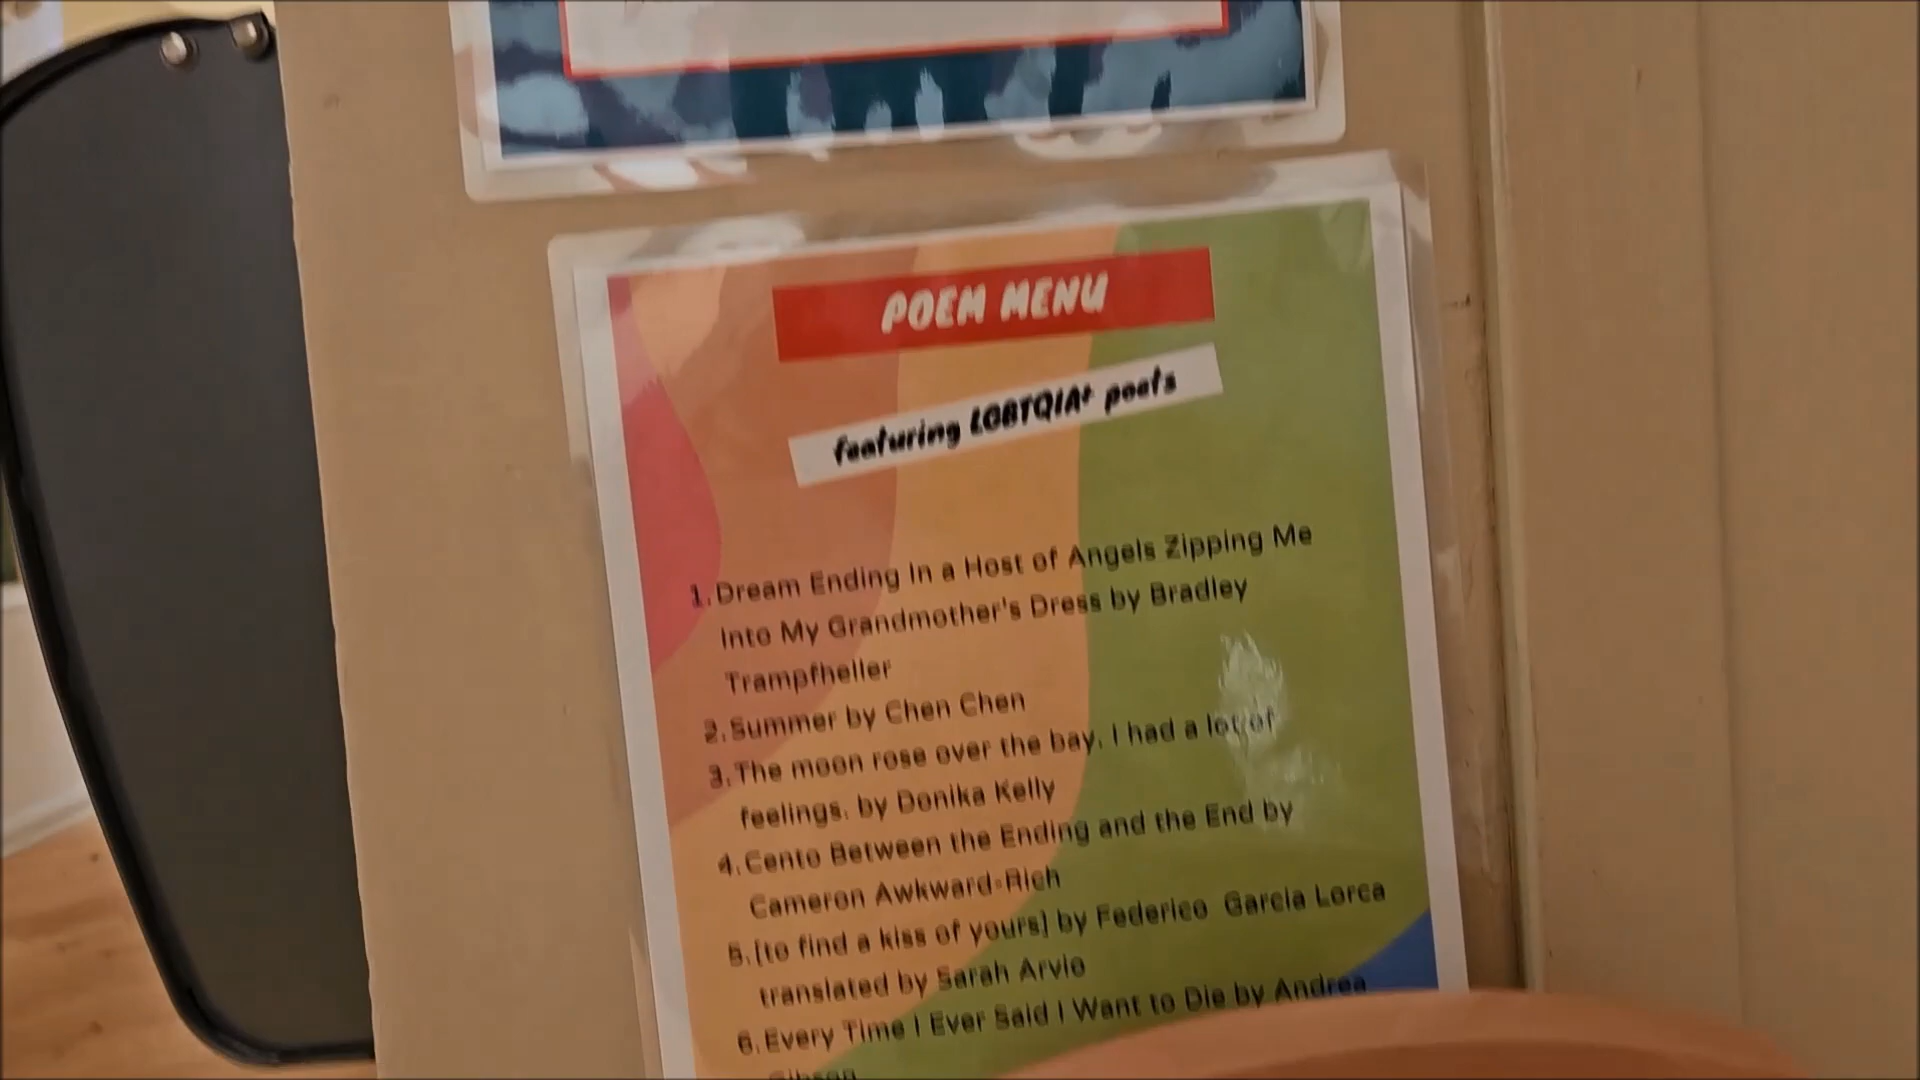 POEM MENU
featuring LGBTQIA+ poets
1. Dream Ending In a Host of Angels Zipping Me
Into My Grandmother's Dress by Bradley
Trampfheller
2. Summer by Chen Chen
3. The moon rose over the bay. I had a lot of
feelings. by Donika Kelly
4. Cento Between the Ending and the End by
Cameron Awkward-Rich
5. [to find a kiss of yours] by Federico Garcia Lorca
translated by Sarah Arvio
6. Every Time I Ever Said I Want to Die by Andrea
Gibson